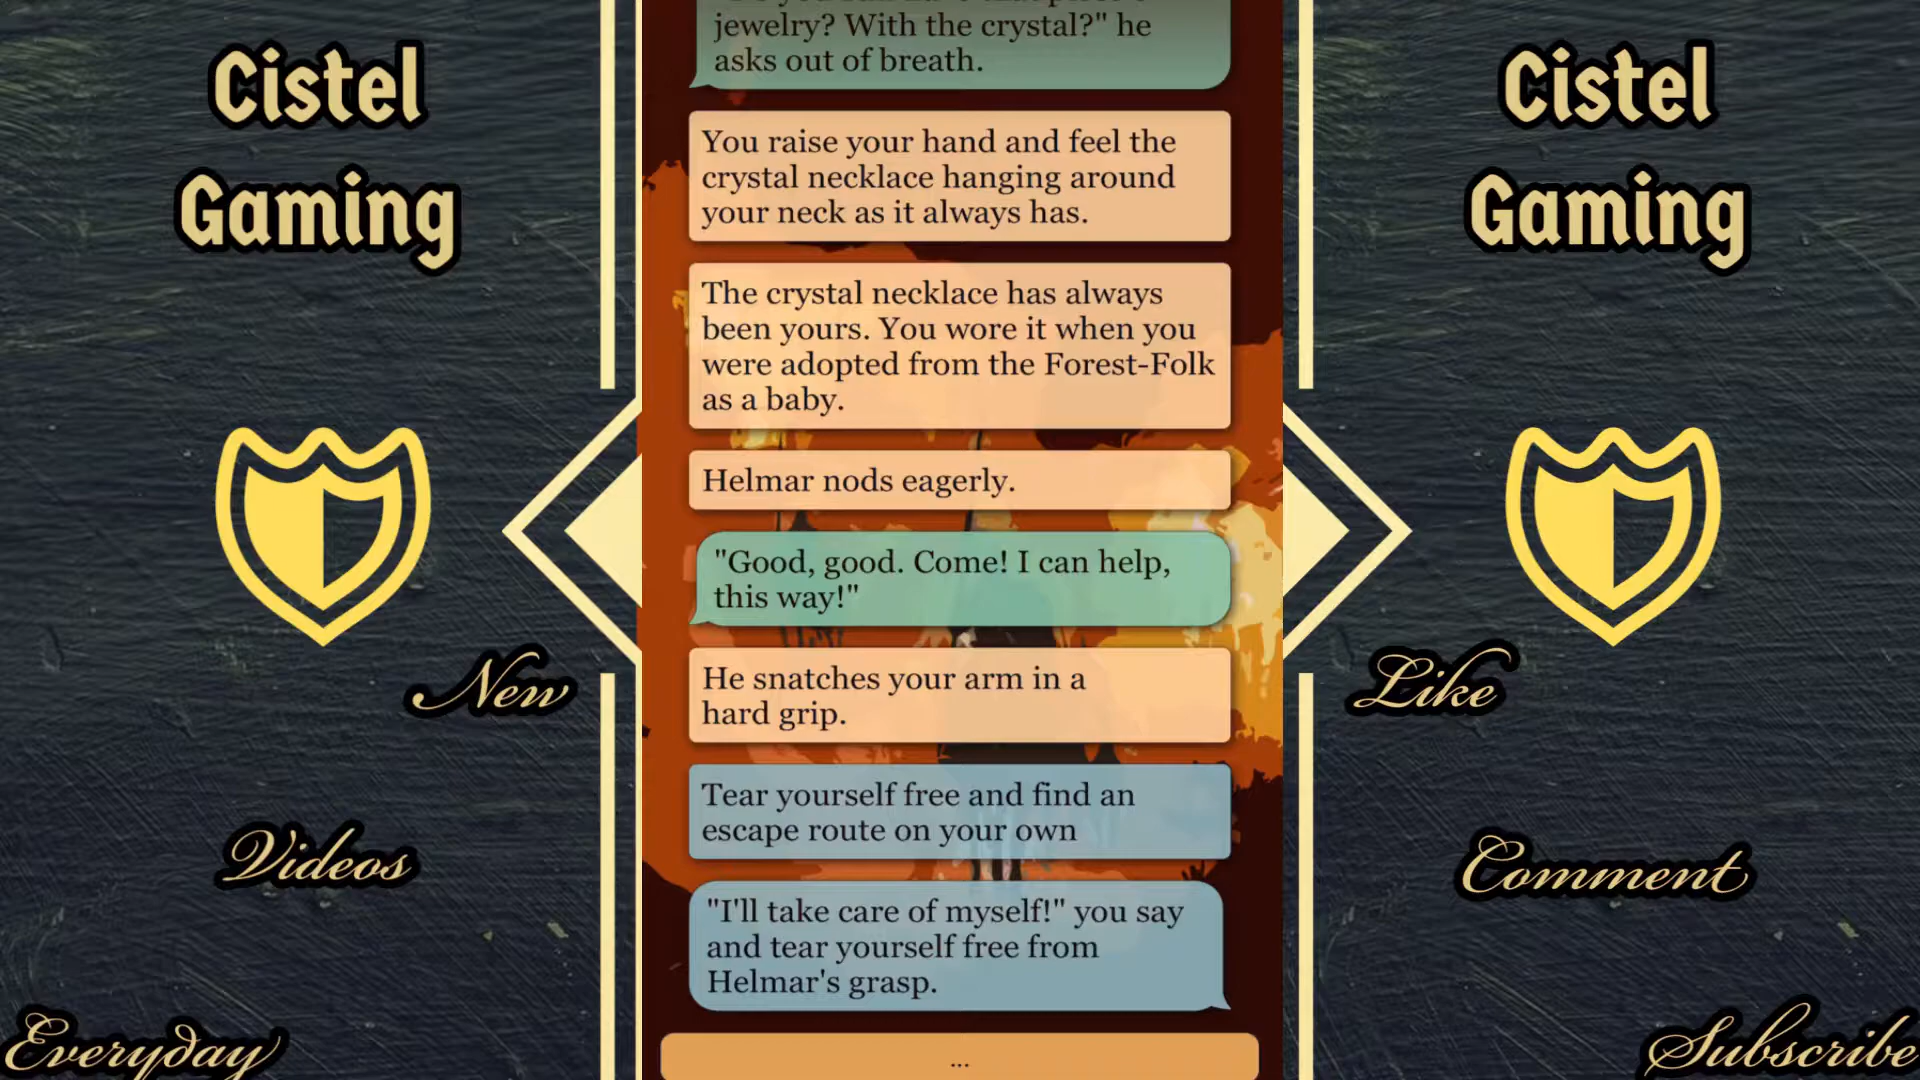 Cistel
Gaming
New
Videos
Everyday
jewelry? With the crystal?" he
asks out of breath.
You raise your hand and feel the
crystal necklace hanging around
your neck as it always has.
The crystal necklace has always
been yours. You wore it when you
were adopted from the Forest-Folk
as a baby.
Helmar nods eagerly.
"Good, good. Come! I can help,
this way!"
He snatches your arm in a
hard grip.
Tear yourself free and find an
escape route on your own
"I'll take care of myself!" you say
and tear yourself free from
Helmar's grasp.
...
Cistel
Gaming
Like
Comment
Subscribe